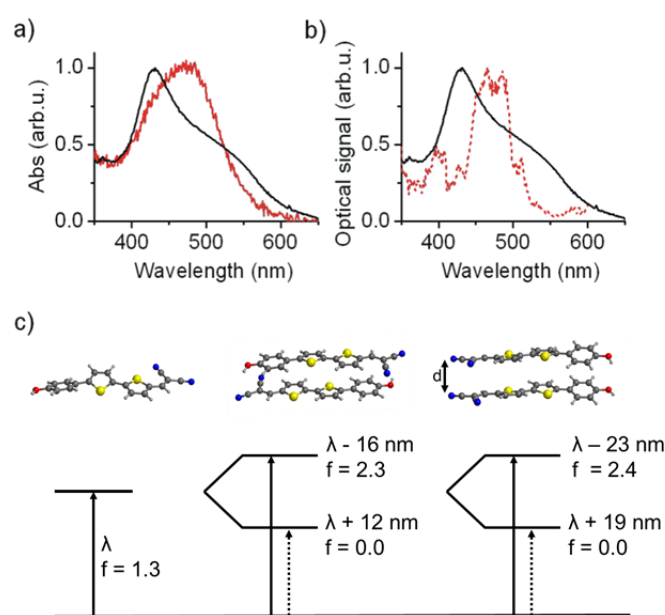 a)
b)
1.0
0.5
0.0
Abs (arb.u.)
400
500
600
Wavelength (nm)
1.0
0.5
0.0
Optical signal (arb.u.)
400
500
600
Wavelength (nm)
c)
d
λ
f = 1.3
λ - 16 nm
f = 2.3
λ + 12 nm
f = 0.0
λ – 23 nm
f = 2.4
λ + 19 nm
f = 0.0